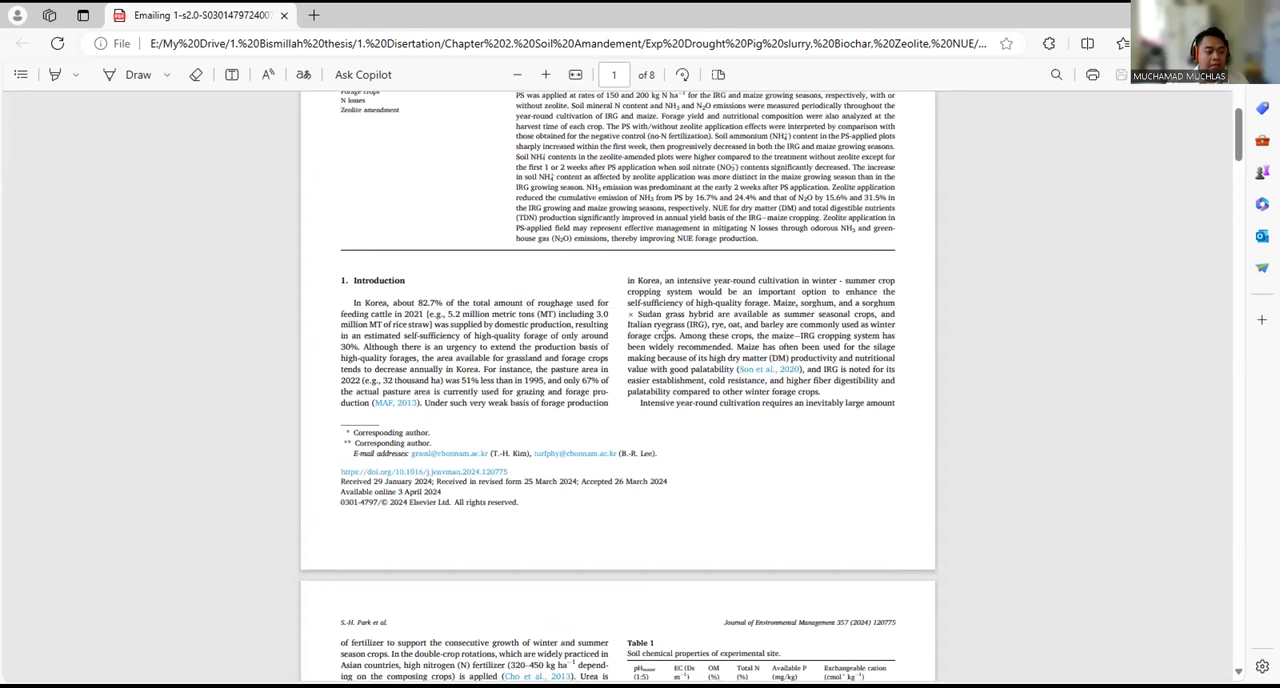 Emailing 1-s2.0-S030147972400
File
E:/My%20Drive/1.%20Bismillah%20thesis/1.%20Disertation/Chapter%202.%20Soil%20Amandement/Exp%20Drought%20Pig%20slurry,%20Biochar,%20Zeolite.%20NUE/...
MUCHAMAD MUCHLAS
Draw
Ask Copilot
1 of 8
Forage crops
N losses
Zeolite amendment
PS was applied at rates of 150 and 200 kg N ha⁻¹ for the IRG and maize growing seasons, respectively, with or
without zeolite. Soil mineral N content and NH₃ and N₂O emissions were measured periodically throughout the
year-round cultivation of IRG and maize. Forage yield and nutritional composition were also analyzed at the
harvest time of each crop. The PS with/without zeolite application effects were interpreted by comparison with
those obtained for the negative control (no-N fertilization). Soil ammonium (NH₄⁺) content in the PS-applied plots
sharply increased within the first week, then progressively decreased in both the IRG and maize growing seasons.
Soil NH₄⁺ contents in the zeolite-amended plots were higher compared to the treatment without zeolite except for
the first 1 or 2 weeks after PS application when soil nitrate (NO₃⁻) contents significantly decreased. The increase
in soil NH₄⁺ content as affected by zeolite application was more distinct in the maize growing season than in the
IRG growing season. NH₃ emission was predominant at the early 2 weeks after PS application. Zeolite application
reduced the cumulative emission of NH₃ from PS by 16.7% and 24.4% and that of N₂O by 15.6% and 31.5% in
the IRG growing and maize growing seasons, respectively. NUE for dry matter (DM) and total digestible nutrients
(TDN) production significantly improved in annual yield basis of the IRG−maize cropping. Zeolite application in
PS-applied field may represent effective management in mitigating N losses through odorous NH₃ and green-
house gas (N₂O) emissions, thereby improving NUE forage production.
1. Introduction
In Korea, about 82.7% of the total amount of roughage used for
feeding cattle in 2021 [e.g., 5.2 million metric tons (MT) including 3.0
million MT of rice straw] was supplied by domestic production, resulting
in an estimated self-sufficiency of high-quality forage of only around
30%. Although there is an urgency to extend the production basis of
high-quality forages, the area available for grassland and forage crops
tends to decrease annually in Korea. For instance, the pasture area in
2022 (e.g., 32 thousand ha) was 51% less than in 1995, and only 67% of
the actual pasture area is currently used for grazing and forage pro-
duction (MAF, 2013). Under such very weak basis of forage production
in Korea, an intensive year-round cultivation in winter - summer crop
cropping system would be an important option to enhance the
self-sufficiency of high-quality forage. Maize, sorghum, and a sorghum
× Sudan grass hybrid are available as summer seasonal crops, and
Italian ryegrass (IRG), rye, oat, and barley are commonly used as winter
forage crops. Among these crops, the maize−IRG cropping system has
been widely recommended. Maize has often been used for the silage
making because of its high dry matter (DM) productivity and nutritional
value with good palatability (Son et al., 2020), and IRG is noted for its
easier establishment, cold resistance, and higher fiber digestibility and
palatability compared to other winter forage crops.
Intensive year-round cultivation requires an inevitably large amount
* Corresponding author.
** Corresponding author.
E-mail addresses: grassl@chonnam.ac.kr (T.-H. Kim), turfphy@chonnam.ac.kr (B.-R. Lee).
https://doi.org/10.1016/j.jenvman.2024.120775
Received 29 January 2024; Received in revised form 25 March 2024; Accepted 26 March 2024
Available online 3 April 2024
0301-4797/© 2024 Elsevier Ltd. All rights reserved.
S.-H. Park et al.
Journal of Environmental Management 357 (2024) 120775
of fertilizer to support the consecutive growth of winter and summer
season crops. In the double-crop rotations, which are widely practiced in
Asian countries, high nitrogen (N) fertilizer (320–450 kg ha⁻¹ depend-
ing on the composing crops) is applied (Cho et al., 2013). Urea is
Table 1
Soil chemical properties of experimental site.
pHwater EC (Ds OM Total N Available P Exchangeable cation
(1:5) m⁻¹) (%) (%) (mg/kg) (cmol⁺ kg⁻¹)